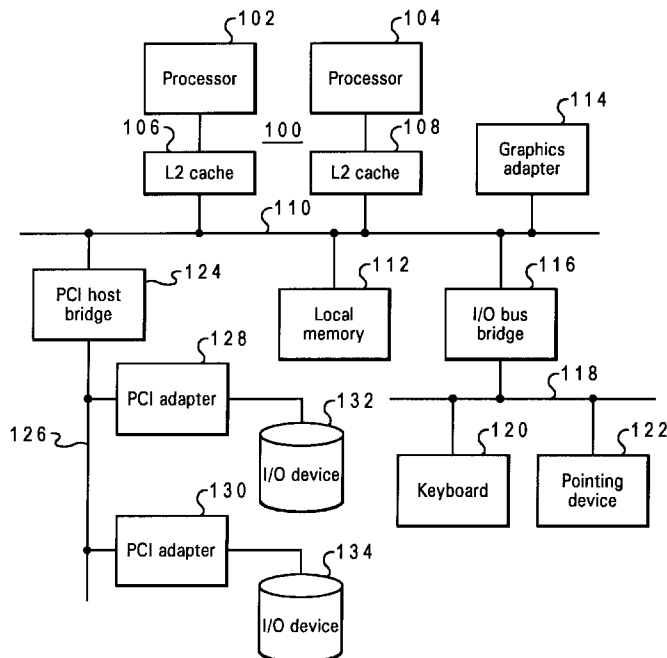 102
104
Processor
Processor
114
106
100
108
L2 cache
L2 cache
Graphics
adapter
110
124
112
116
PCI host
bridge
Local
memory
I/O bus
bridge
128
118
PCI adapter
132
126
120
122
I/O device
Keyboard
Pointing
device
130
PCI adapter
134
I/O device